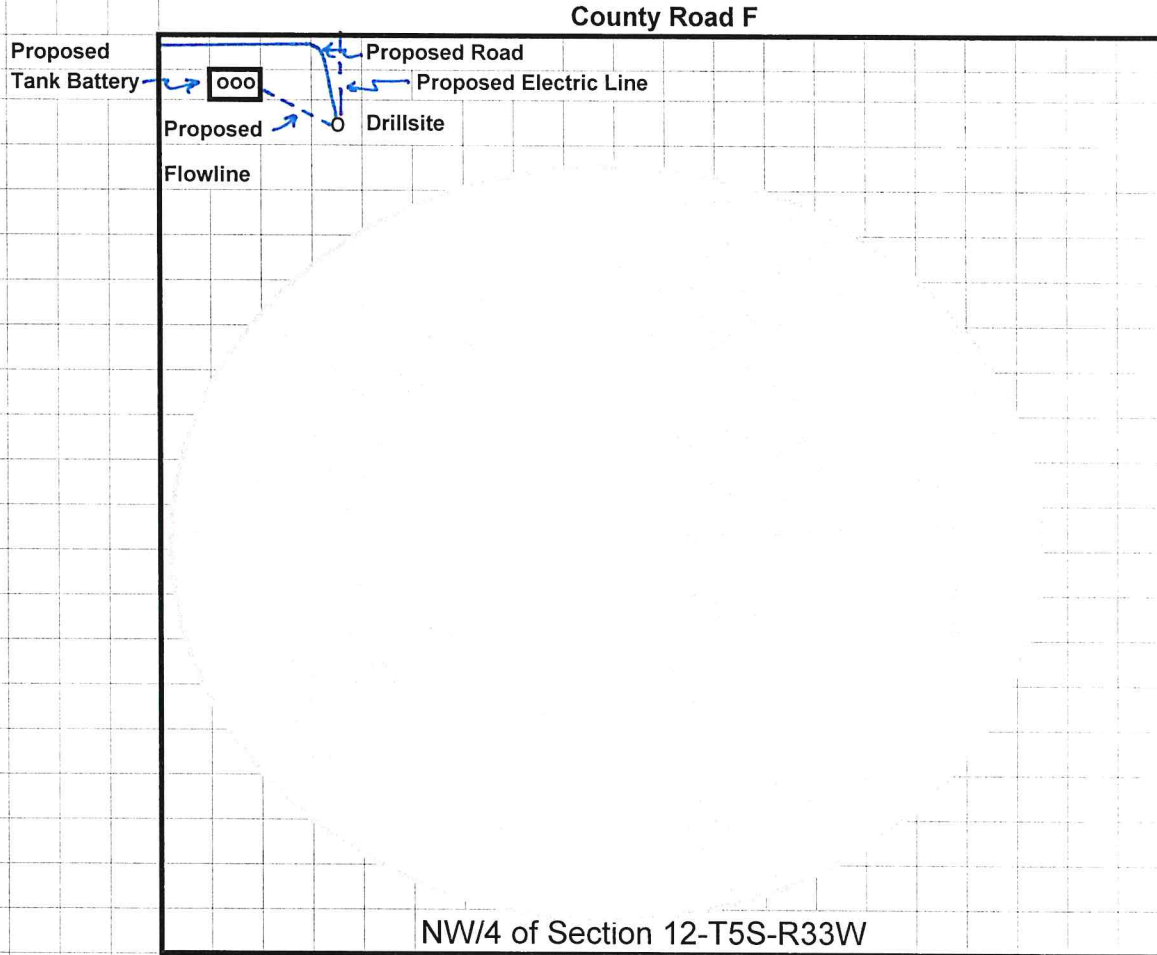 County Road F
Proposed
Tank Battery
ooo
Proposed Road
Proposed Electric Line
Proposed
Flowline
O Drillsite
NW/4 of Section 12-T5S-R33W